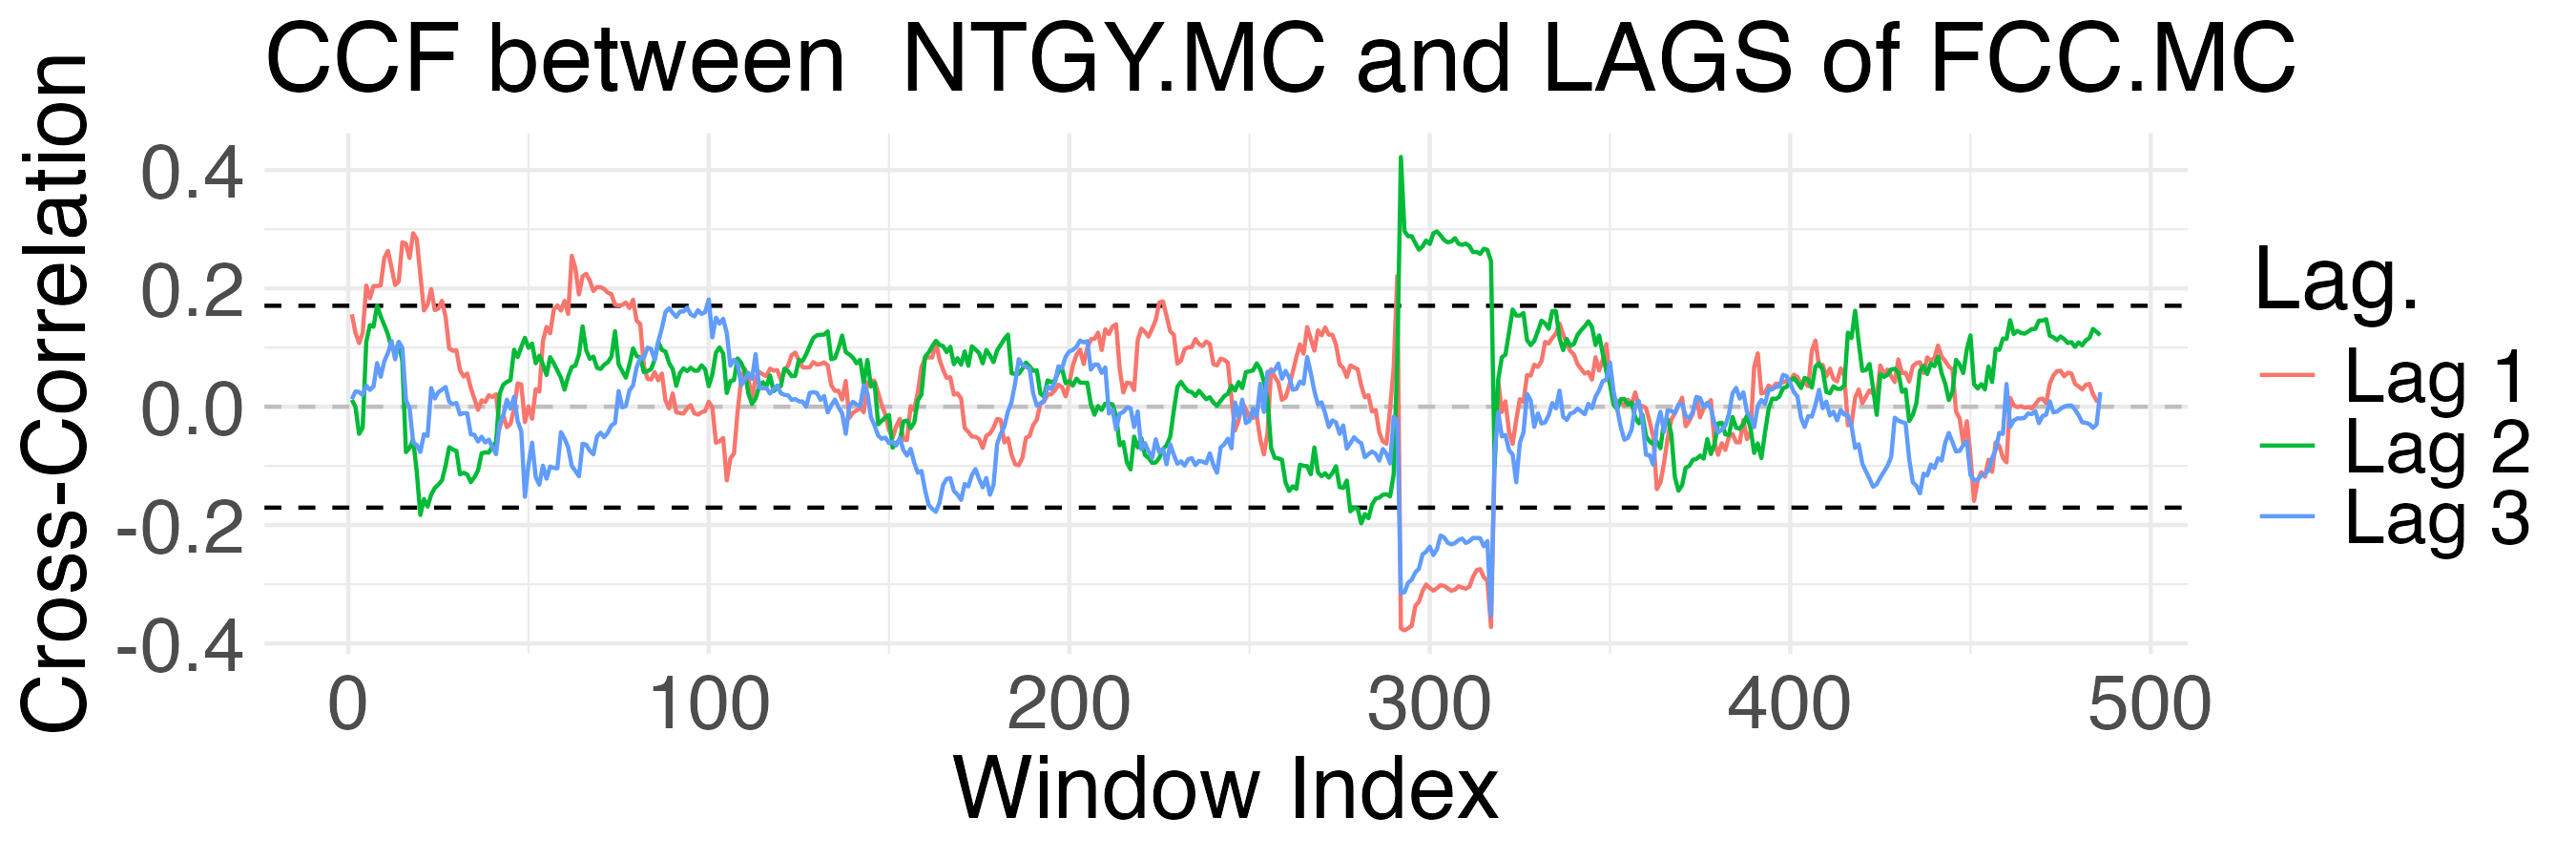 CCF between  NTGY.MC and LAGS of FCC.MC
Cross-Correlation
0.4
0.2
0.0
-0.2
-0.4
0 100 200 300 400 500
Window Index
Lag.
Lag 1
Lag 2
Lag 3